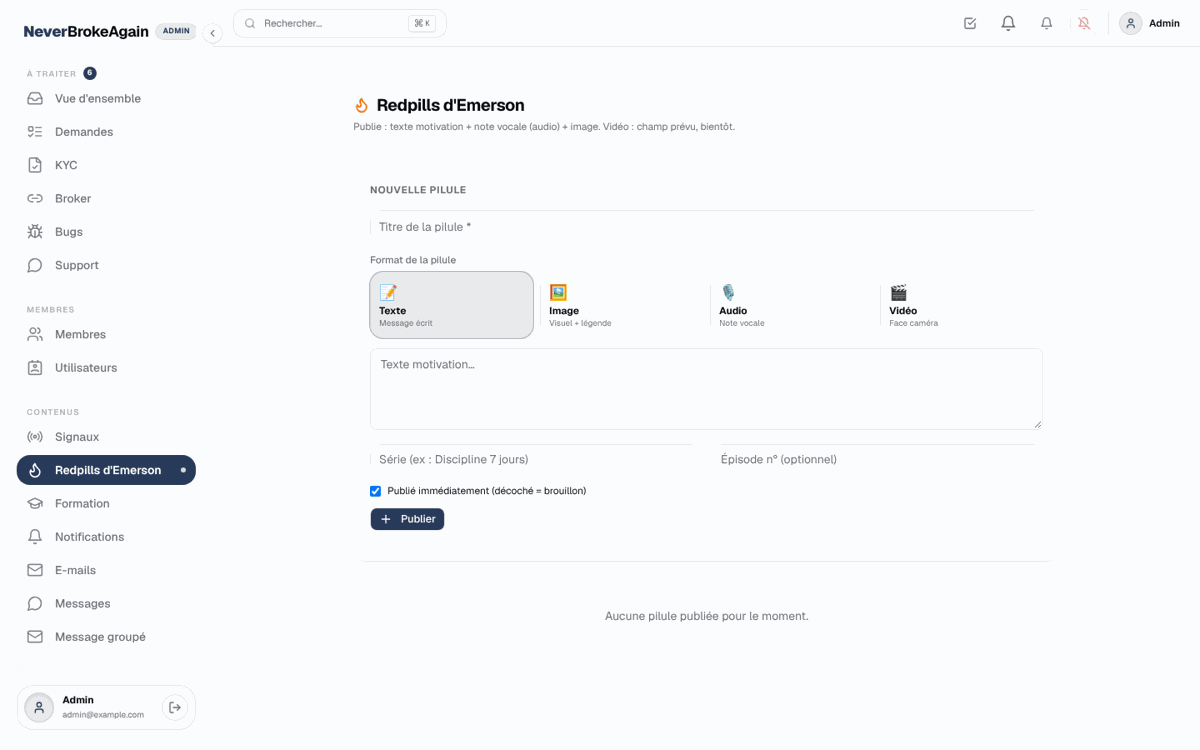 NeverBrokeAgain ADMIN
Rechercher... ⌘ K
Admin
À TRAITER 6
Vue d'ensemble
Demandes
KYC
Broker
Bugs
Support
MEMBRES
Membres
Utilisateurs
CONTENUS
Signaux
Redpills d'Emerson
Formation
Notifications
E-mails
Messages
Message groupé
Admin
admin@example.com
Redpills d'Emerson
Publie : texte motivation + note vocale (audio) + image. Vidéo : champ prévu, bientôt.
NOUVELLE PILULE
Titre de la pilule *
Format de la pilule
Texte
Message écrit
Image
Visuel + légende
Audio
Note vocale
Vidéo
Face caméra
Texte motivation...
Série (ex : Discipline 7 jours)
Épisode n° (optionnel)
Publié immédiatement (décoché = brouillon)
+ Publier
Aucune pilule publiée pour le moment.